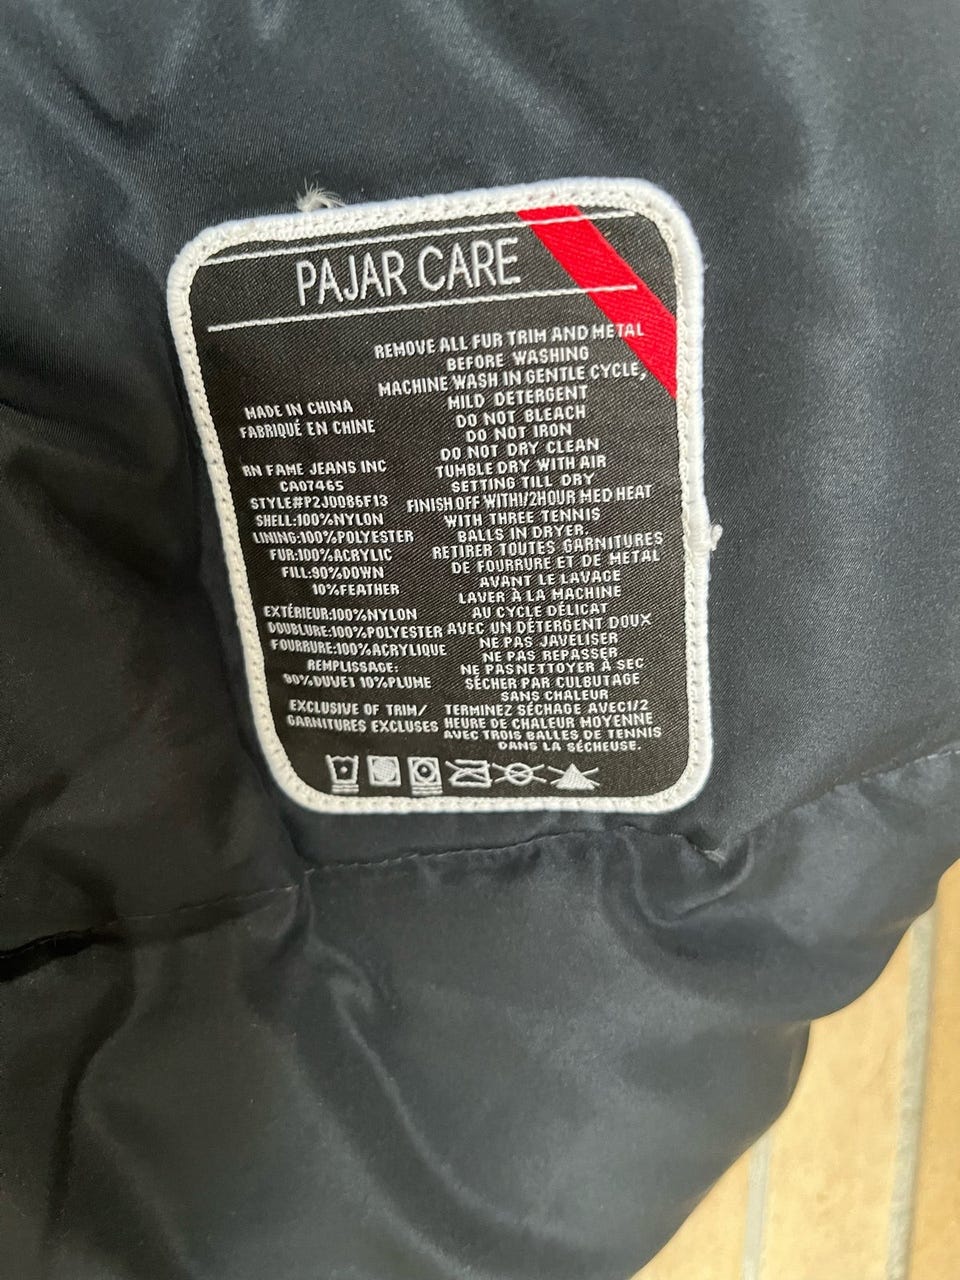 PAJAR CARE
MADE IN CHINA
FABRIQUÉ EN CHINE
RN FAME JEANS INC
CA07465
STYLE#P2J0086F13
SHELL:100%NYLON
LINING:100%POLYESTER
FUR:100%ACRYLIC
FILL:90%DOWN
10%FEATHER
EXTÉRIEUR:100%NYLON
DOUBLURE:100%POLYESTER
FOURRURE:100%ACRYLIQUE
REMPLISSAGE:
90%DUVET 10%PLUME
EXCLUSIVE OF TRIM/
GARNITURES EXCLUSES
REMOVE ALL FUR TRIM AND METAL
BEFORE WASHING
MACHINE WASH IN GENTLE CYCLE,
MILD DETERGENT
DO NOT BLEACH
DO NOT IRON
DO NOT DRY CLEAN
TUMBLE DRY WITH AIR
SETTING TILL DRY
FINISH OFF WITH1/2HOUR MED HEAT
WITH THREE TENNIS
BALLS IN DRYER.
RETIRER TOUTES GARNITURES
DE FOURRURE ET DE METAL
AVANT LE LAVAGE
LAVER À LA MACHINE
AU CYCLE DÉLICAT
AVEC UN DÉTERGENT DOUX
NE PAS JAVELISER
NE PAS REPASSER
NE PAS NETTOYER À SEC
SÉCHER PAR CULBUTAGE
SANS CHALEUR
TERMINEZ SÉCHAGE AVEC1/2
HEURE DE CHALEUR MOYENNE
AVEC TROIS BALLES DE TENNIS
DANS LA SÉCHEUSE.